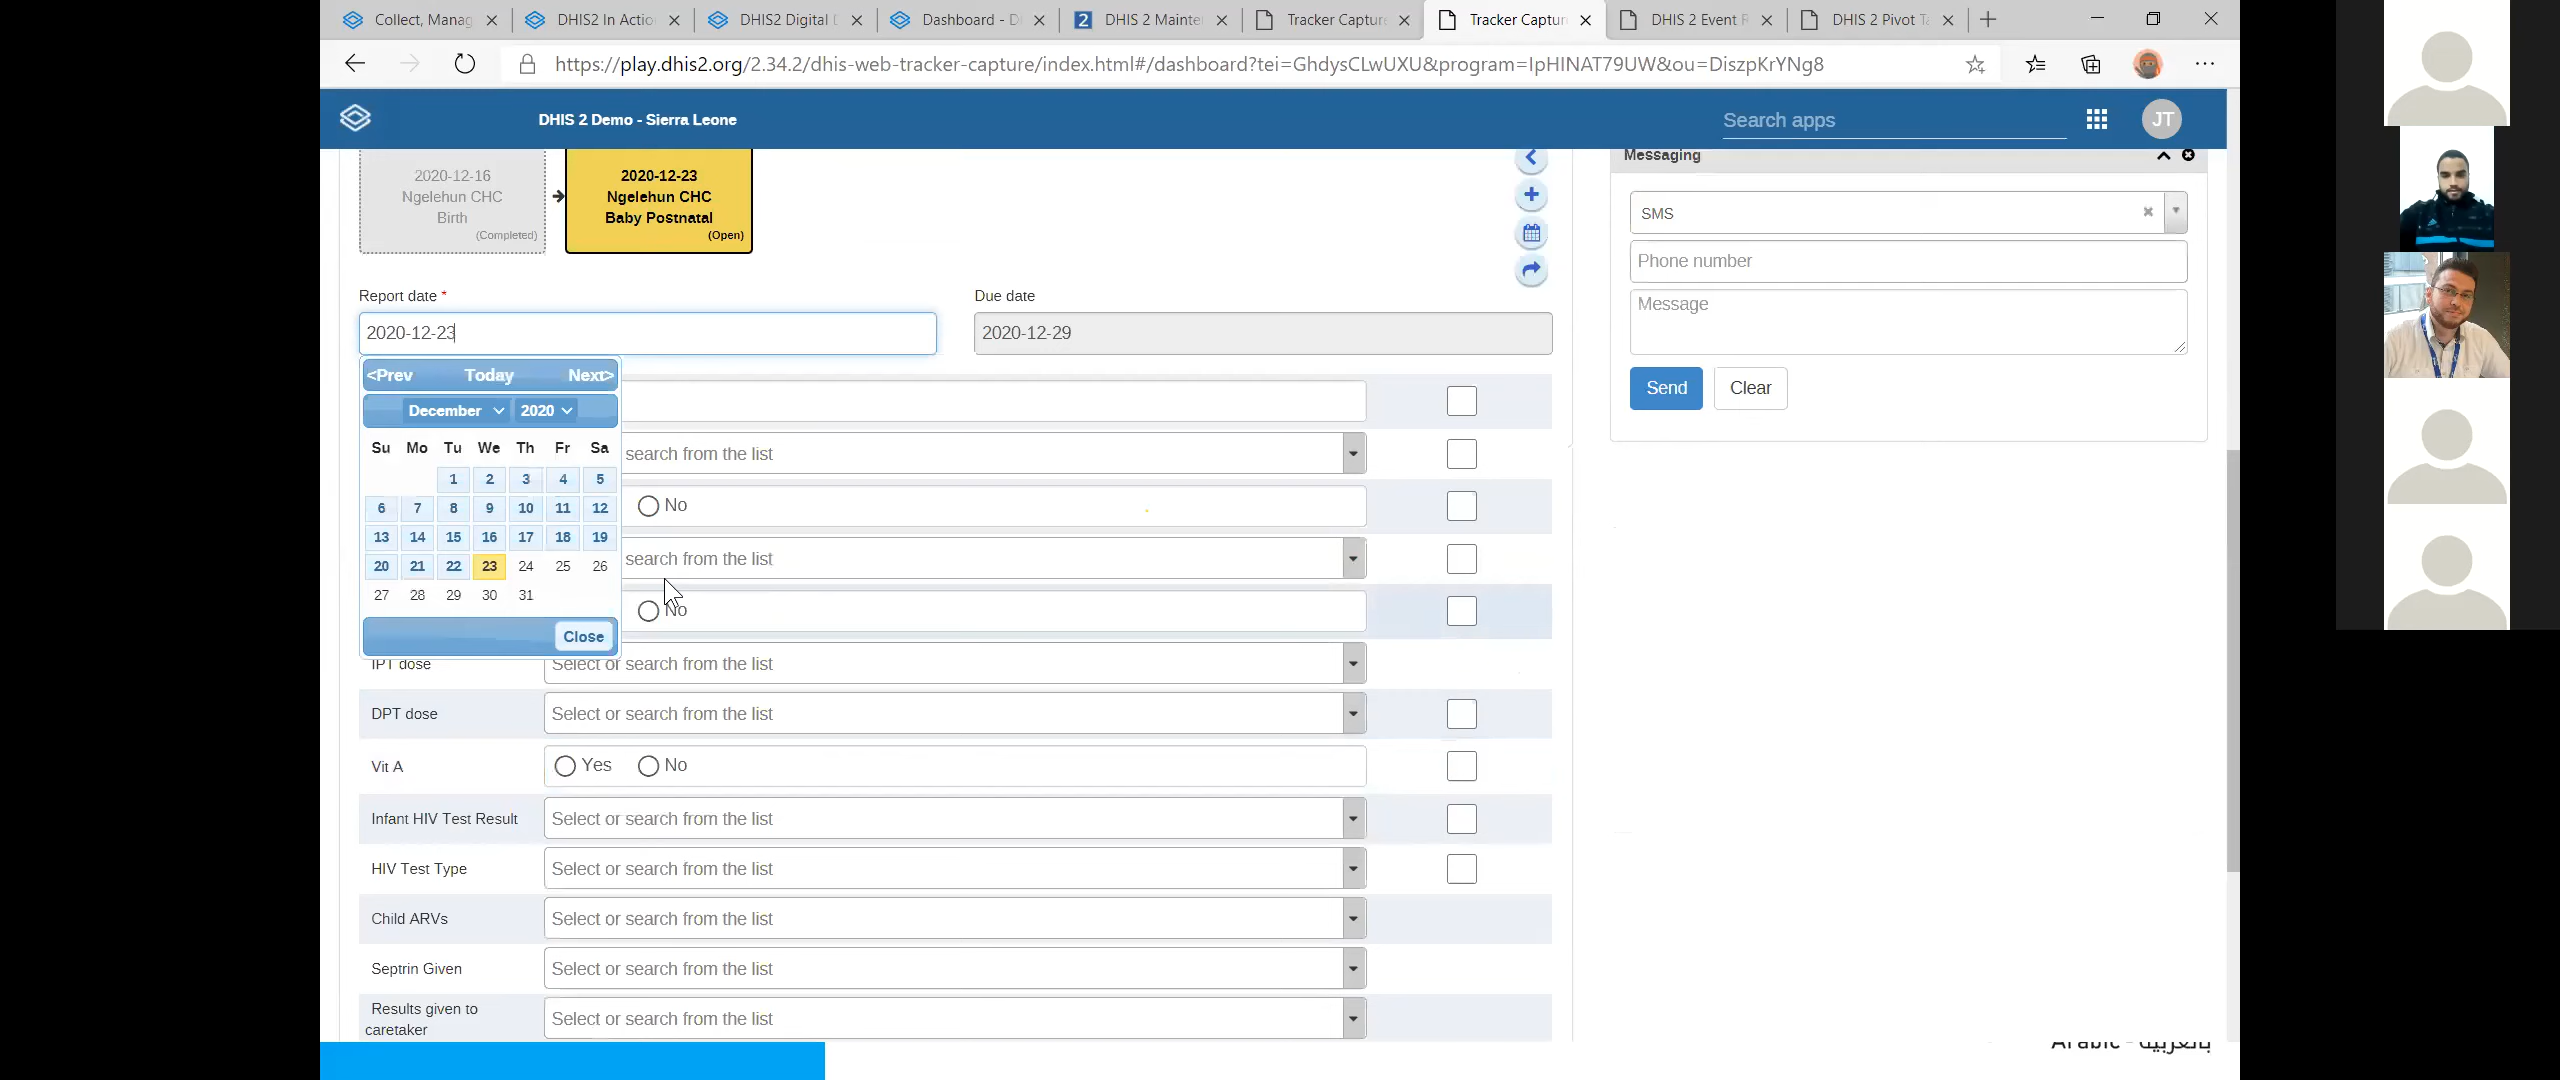 Collect, Manag
DHIS2 In Actio
DHIS2 Digital
Dashboard - D
DHIS 2 Mainte
Tracker Captur
Tracker Captur
DHIS 2 Event R
DHIS 2 Pivot Ta
https://play.dhis2.org/2.34.2/dhis-web-tracker-capture/index.html#/dashboard?tei=GhdysCLwUXU&program=IpHINAT79UW&ou=DiszpKrYNg8
DHIS 2 Demo - Sierra Leone
Search apps
JT
2020-12-16
Ngelehun CHC
Birth
(Completed)
2020-12-23
Ngelehun CHC
Baby Postnatal
(Open)
Messaging
SMS
Phone number
Message
Send Clear
Report date *
Due date
2020-12-23
2020-12-29
<Prev Today Next>
December 2020
Su Mo Tu We Th Fr Sa
1 2 3 4 5
6 7 8 9 10 11 12
13 14 15 16 17 18 19
20 21 22 23 24 25 26
27 28 29 30 31
Close
search from the list
No
search from the list
No
IPT dose Select or search from the list
DPT dose Select or search from the list
Vit A Yes No
Infant HIV Test Result Select or search from the list
HIV Test Type Select or search from the list
Child ARVs Select or search from the list
Septrin Given Select or search from the list
Results given to
caretaker
Select or search from the list
Arabic - بالعربية